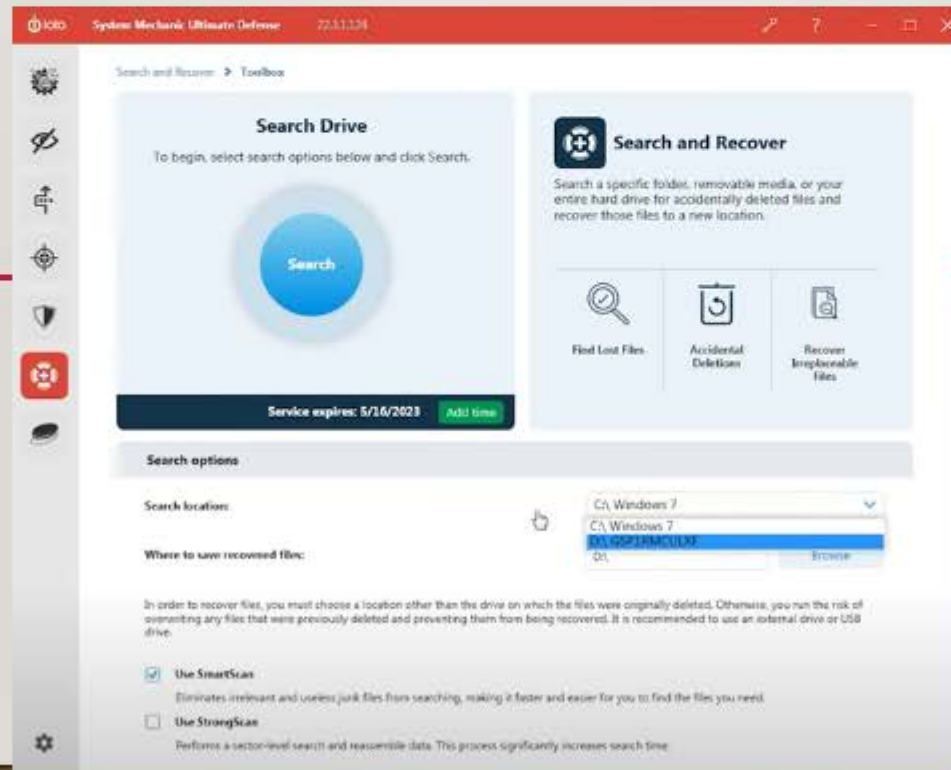 iolo System Mechanic Ultimate Defense
Search and Recover > Toolbox
Search Drive
To begin, select search options below and click Search.
Search
Service expires: 5/16/2023 Add time
Search and Recover
Search a specific folder, removable media, or your
entire hard drive for accidentally deleted files and
recover those files to a new location.
Find Lost Files
Accidental
Deletions
Recover
Irreplaceable
Files
Search options
Search location:
C:\, Windows 7
C:\, Windows 7
D:\, GSP1RMCULXF
Where to save recovered files:
D:\,
Browse
In order to recover files, you must choose a location other than the drive on which the files were originally deleted. Otherwise, you run the risk of
overwriting any files that were previously deleted and preventing them from being recovered. It is recommended to use an external drive or USB
drive.
Use SmartScan
Eliminates irrelevant and useless junk files from searching, making it faster and easier for you to find the files you need.
Use StrongScan
Performs a sector-level search and reassemble data. This process significantly increases search time